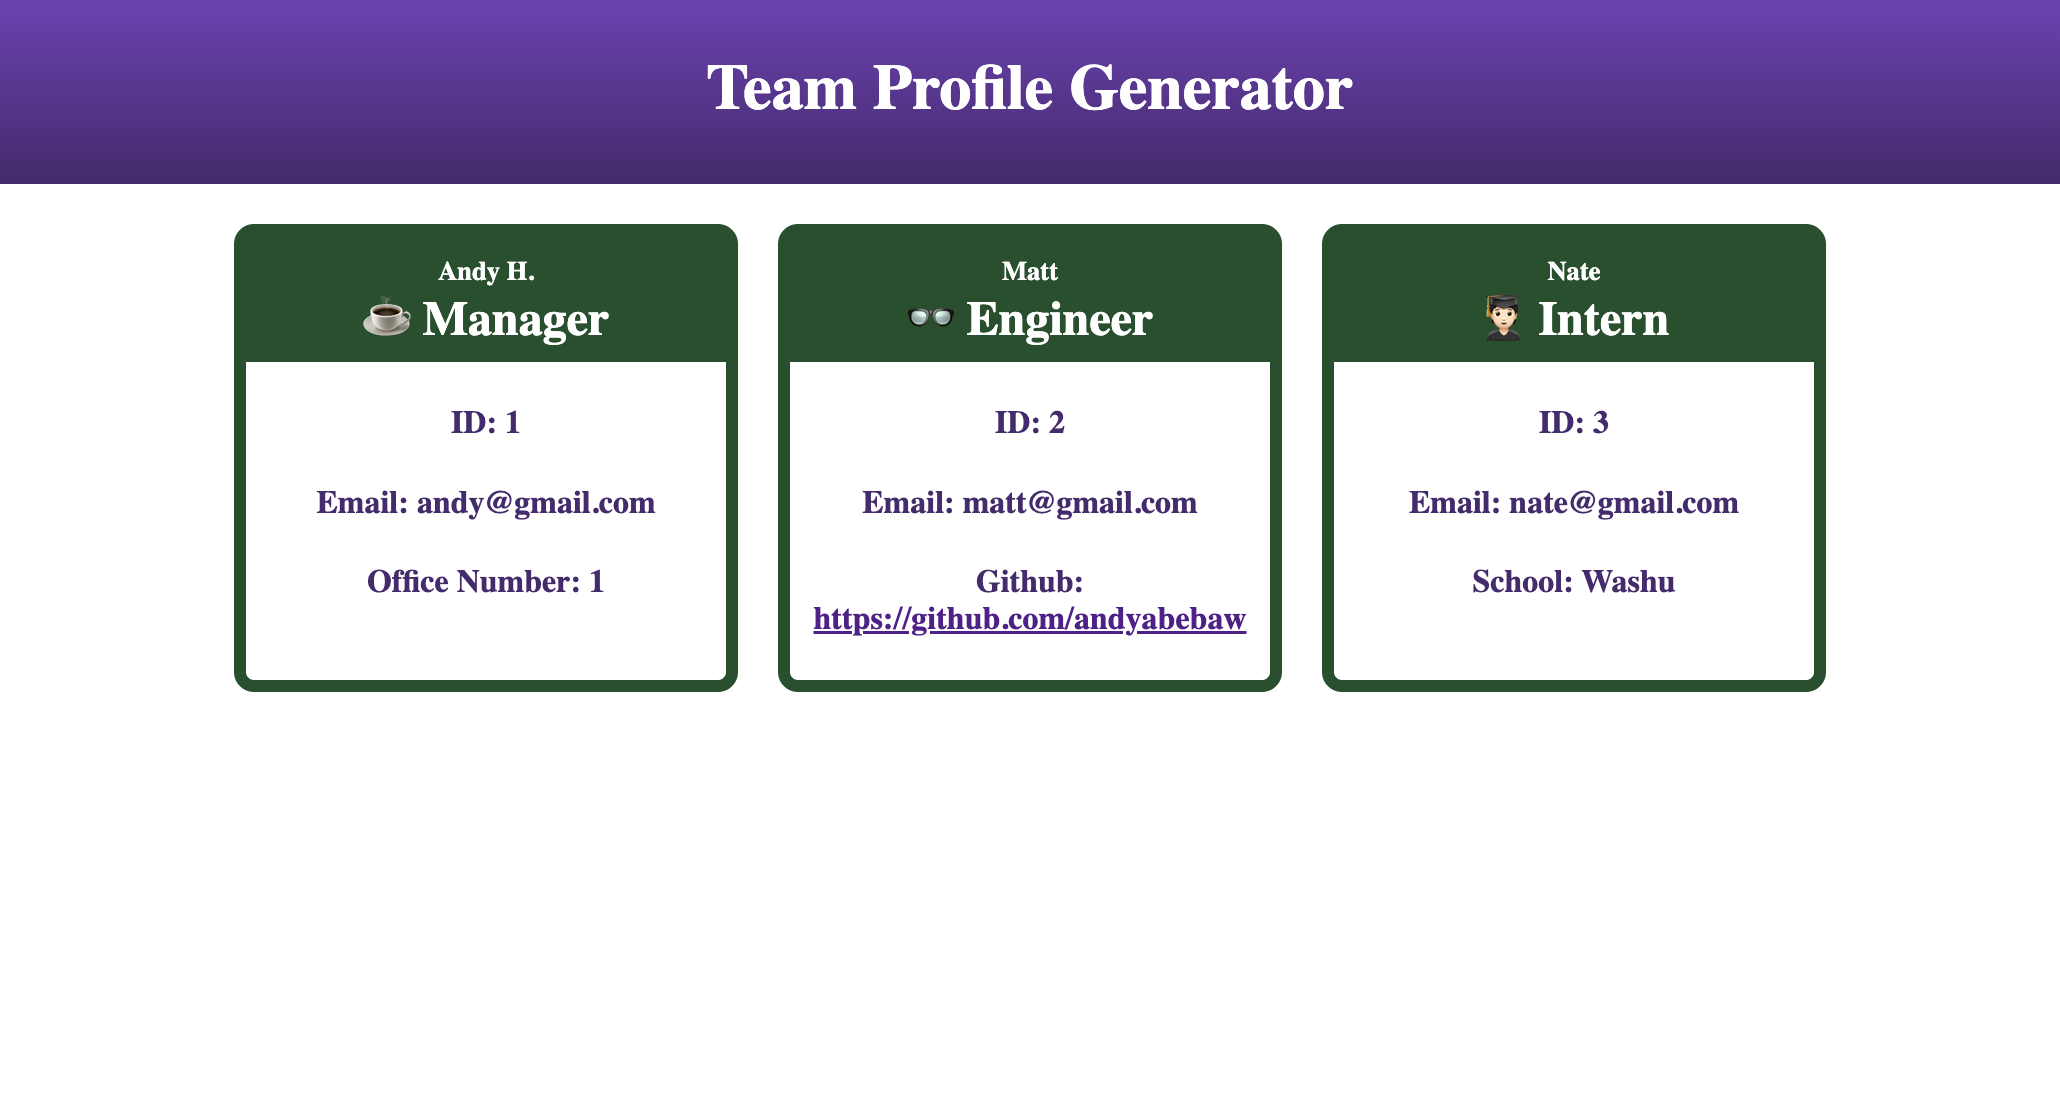 Team Profile Generator
Andy H.
☕ Manager
ID: 1
Email: andy@gmail.com
Office Number: 1
Matt
👓 Engineer
ID: 2
Email: matt@gmail.com
Github:
https://github.com/andyabebaw
Nate
👨🏻‍🎓 Intern
ID: 3
Email: nate@gmail.com
School: Washu